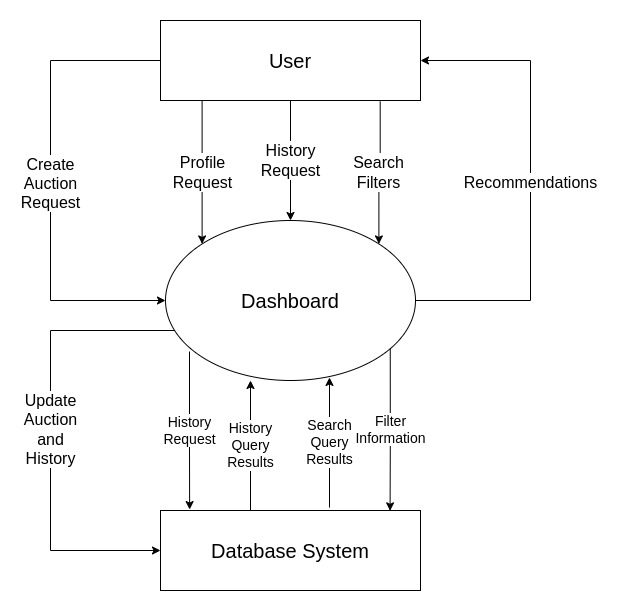 User
Create
Auction
Request
Profile
Request
History
Request
Search
Filters
Recommendations
Dashboard
Update
Auction
and
History
History
Request
History
Query
Results
Search
Query
Results
Filter
Information
Database System